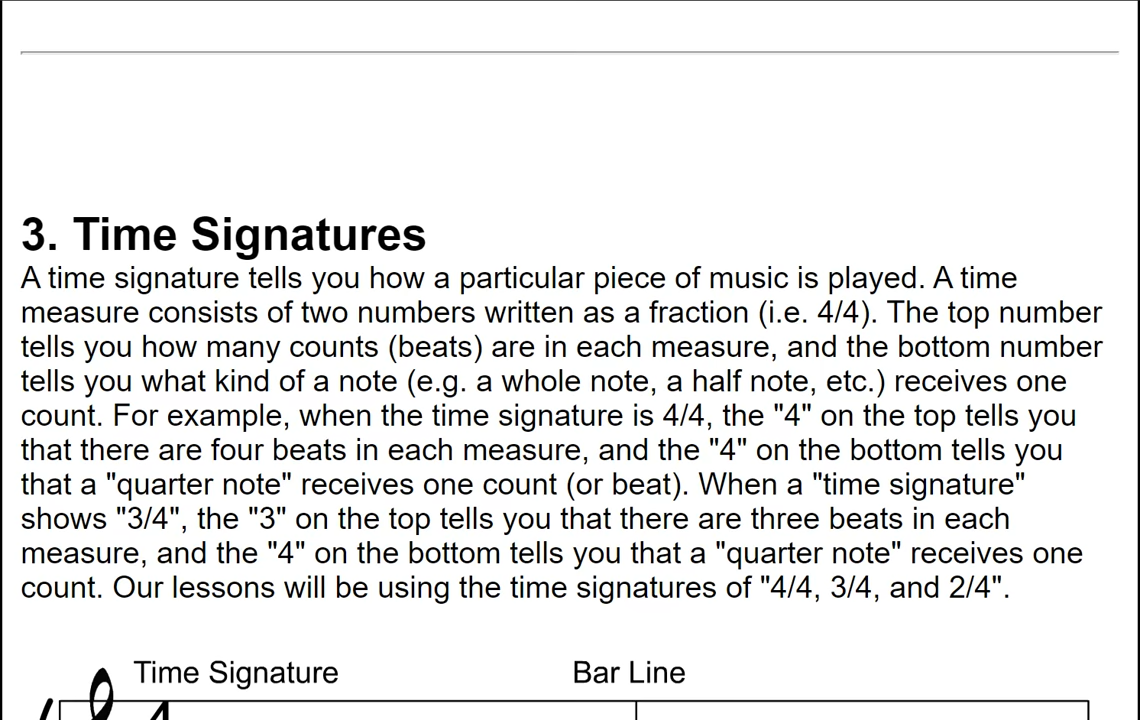 3. Time Signatures
A time signature tells you how a particular piece of music is played. A time
measure consists of two numbers written as a fraction (i.e. 4/4). The top number
tells you how many counts (beats) are in each measure, and the bottom number
tells you what kind of a note (e.g. a whole note, a half note, etc.) receives one
count. For example, when the time signature is 4/4, the "4" on the top tells you
that there are four beats in each measure, and the "4" on the bottom tells you
that a "quarter note" receives one count (or beat). When a "time signature"
shows "3/4", the "3" on the top tells you that there are three beats in each
measure, and the "4" on the bottom tells you that a "quarter note" receives one
count. Our lessons will be using the time signatures of "4/4, 3/4, and 2/4".
Time Signature Bar Line